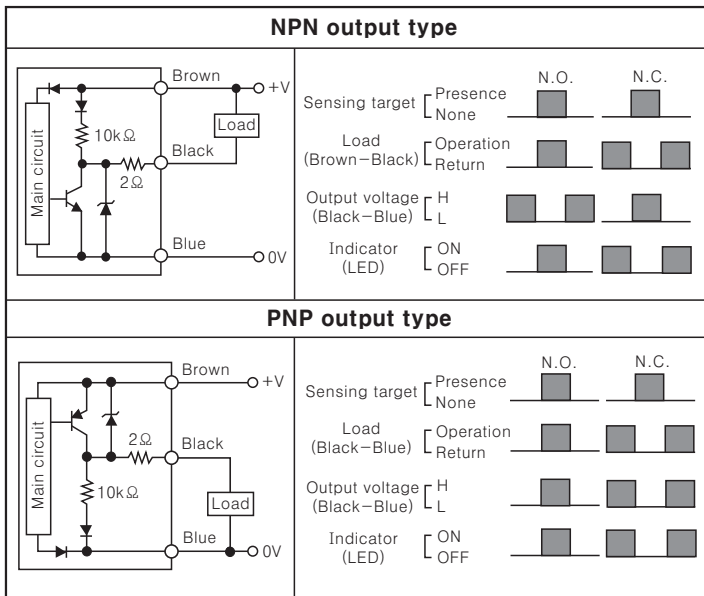 NPN output type
Brown
+V
Load
10kΩ
Black
2Ω
Main circuit
Blue
0V
N.O. N.C.
Sensing target Presence
None
Load Operation
(Brown−Black) Return
Output voltage H
(Black−Blue) L
Indicator ON
(LED) OFF
PNP output type
Brown
+V
2Ω
Black
Main circuit
10kΩ
Load
Blue
0V
N.O. N.C.
Sensing target Presence
None
Load Operation
(Black−Blue) Return
Output voltage H
(Black−Blue) L
Indicator ON
(LED) OFF